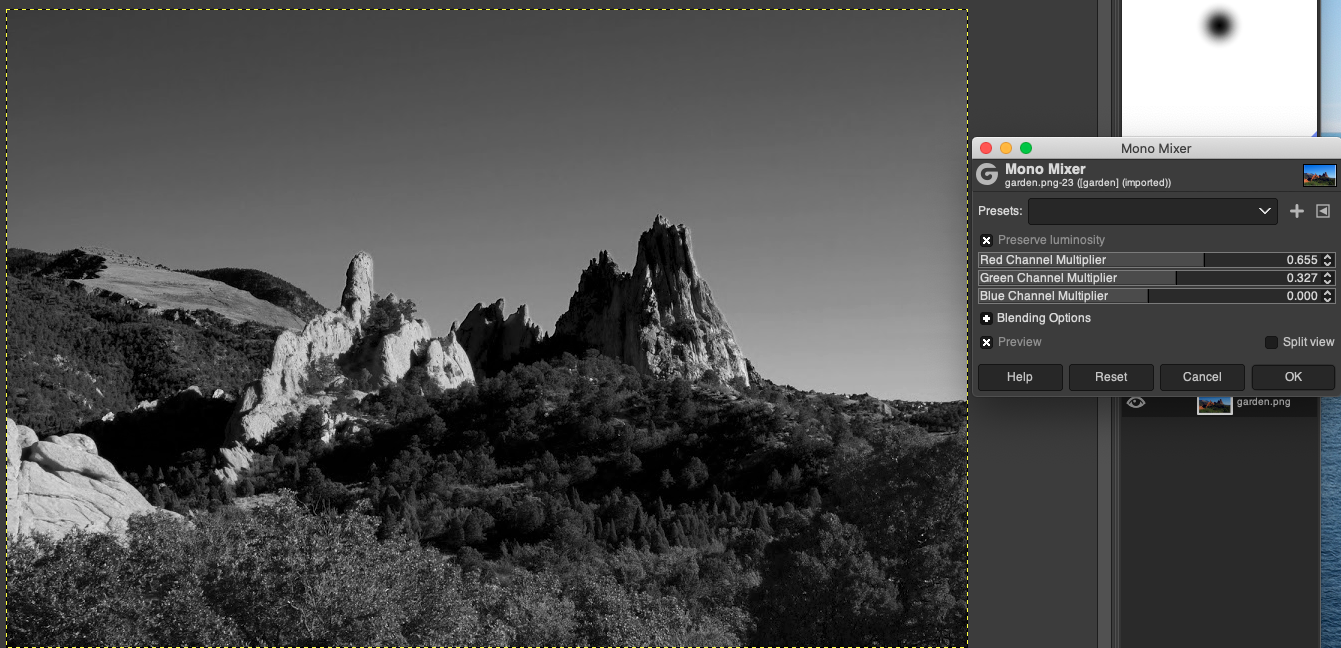 Mono Mixer
Mono Mixer
garden.png-23 ([garden] (imported))
Presets:
Preserve luminosity
Red Channel Multiplier 0.655
Green Channel Multiplier 0.327
Blue Channel Multiplier 0.000
Blending Options
Preview Split view
Help Reset Cancel OK
garden.png